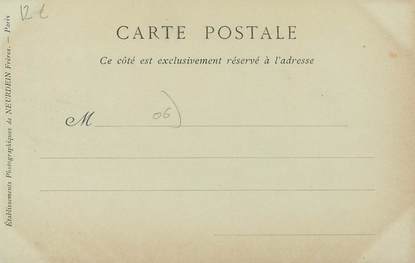 12 €
CARTE POSTALE
Ce côté est exclusivement réservé à l'adresse
M
06)
Établissements Photographiques de NEURDEIN Frères. — Paris